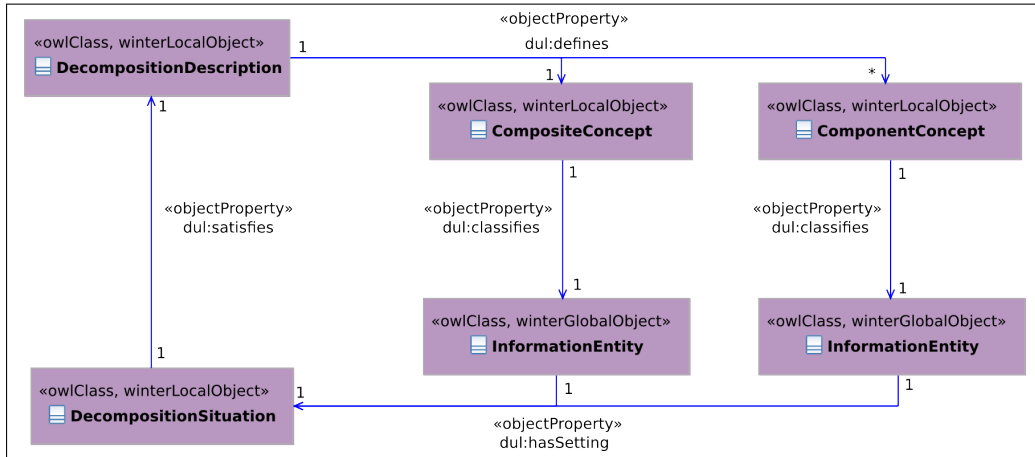 «objectProperty»
dul:defines
«owlClass, winterLocalObject»
DecompositionDescription
1
1
*
«owlClass, winterLocalObject»
CompositeConcept
«owlClass, winterLocalObject»
ComponentConcept
1
1
1
«objectProperty»
dul:satisfies
«objectProperty»
dul:classifies
«objectProperty»
dul:classifies
1
1
«owlClass, winterGlobalObject»
InformationEntity
«owlClass, winterGlobalObject»
InformationEntity
1
«owlClass, winterLocalObject»
DecompositionSituation
1
1
1
«objectProperty»
dul:hasSetting